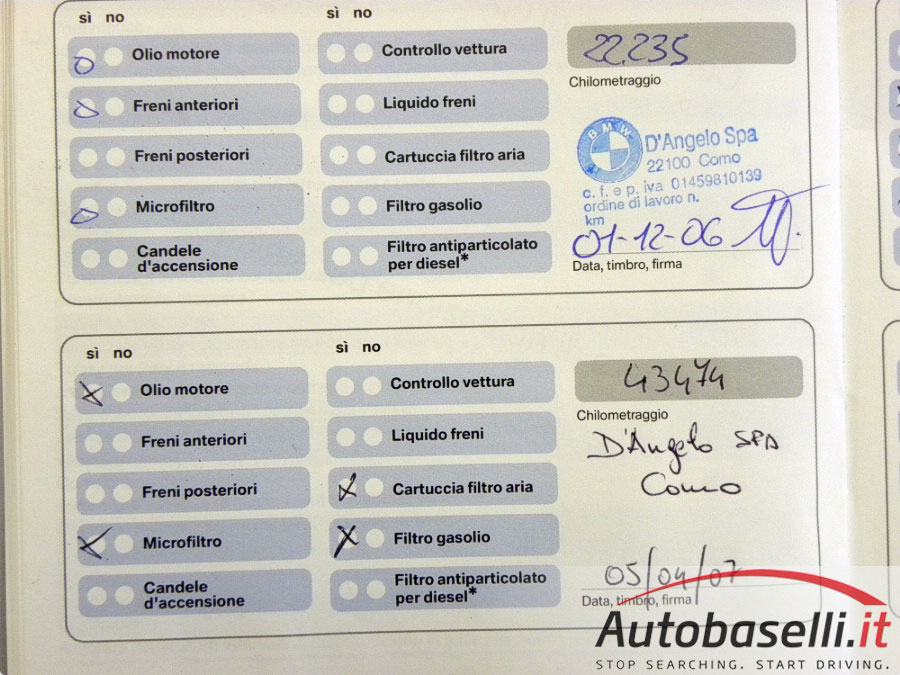 sì no sì no
Olio motore Controllo vettura 22.235
Chilometraggio
Freni anteriori Liquido freni
BMW D'Angelo Spa
22100 Como
Freni posteriori Cartuccia filtro aria
c. f. e p. iva 01459810139
ordine di lavoro n.
Microfiltro Filtro gasolio
km
01-12-06
Candele
d'accensione
Filtro antiparticolato
per diesel*
Data, timbro, firma
sì no sì no
Olio motore Controllo vettura 43474
Chilometraggio
Freni anteriori Liquido freni D'Angelo SPA
Como
Freni posteriori Cartuccia filtro aria
Microfiltro Filtro gasolio
05/04/07
Candele
d'accensione
Filtro antiparticolato
per diesel*
Data, timbro, firma
Autobaselli.it
STOP SEARCHING. START DRIVING.